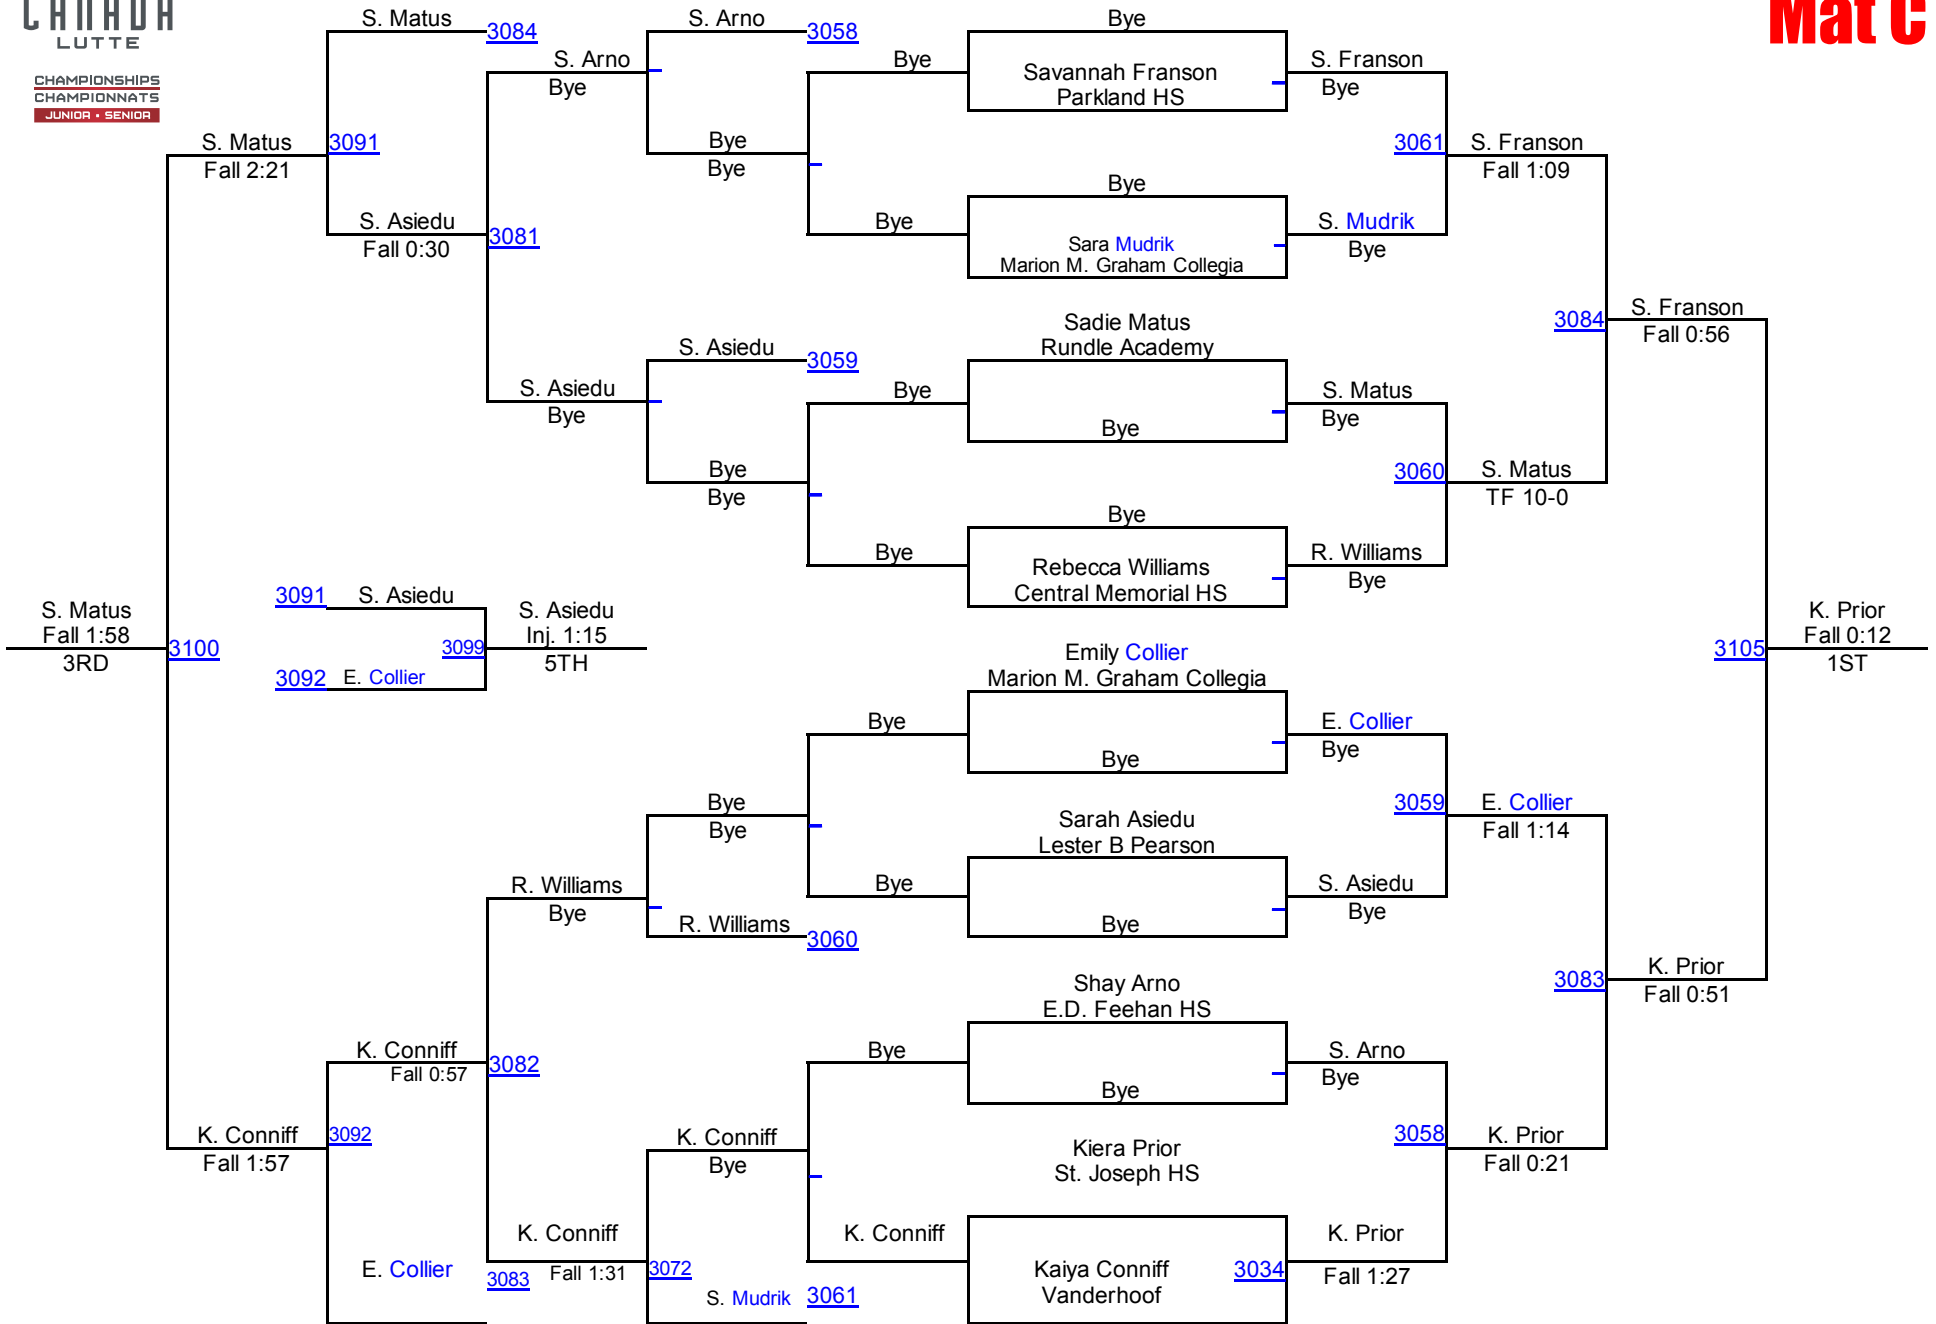 CANADA
LUTTE
CHAMPIONSHIPS
CHAMPIONNATS
JUNIOR • SENIOR
Mat C
S. Matus
3084
S. Arno
3058
Bye
S. Arno
Bye
Bye
Savannah Franson
Parkland HS
S. Franson
Bye
S. Matus
Fall 2:21
3091
Bye
Bye
3061
S. Franson
Fall 1:09
Bye
S. Asiedu
Fall 0:30
3081
Bye
Sara Mudrik
Marion M. Graham Collegia
S. Mudrik
Bye
S. Asiedu
3059
Sadie Matus
Rundle Academy
3084
S. Franson
Fall 0:56
S. Asiedu
Bye
Bye
Bye
S. Matus
Bye
Bye
Bye
3060
S. Matus
TF 10-0
Bye
Bye
Rebecca Williams
Central Memorial HS
R. Williams
Bye
S. Matus
Fall 1:58
3RD
3100
3091
S. Asiedu
3092
E. Collier
3099
S. Asiedu
Inj. 1:15
5TH
3105
K. Prior
Fall 0:12
1ST
Emily Collier
Marion M. Graham Collegia
Bye
Bye
E. Collier
Bye
Bye
Bye
Sarah Asiedu
Lester B Pearson
3059
E. Collier
Fall 1:14
R. Williams
Bye
Bye
Bye
S. Asiedu
Bye
R. Williams
3060
Shay Arno
E.D. Feehan HS
3083
K. Prior
Fall 0:51
K. Conniff
Fall 0:57
3082
Bye
Bye
S. Arno
Bye
K. Conniff
Fall 1:57
3092
K. Conniff
Bye
Kiera Prior
St. Joseph HS
3058
K. Prior
Fall 0:21
E. Collier
3083
K. Conniff
Fall 1:31
3072
S. Mudrik
3061
K. Conniff
Kaiya Conniff
Vanderhoof
3034
K. Prior
Fall 1:27